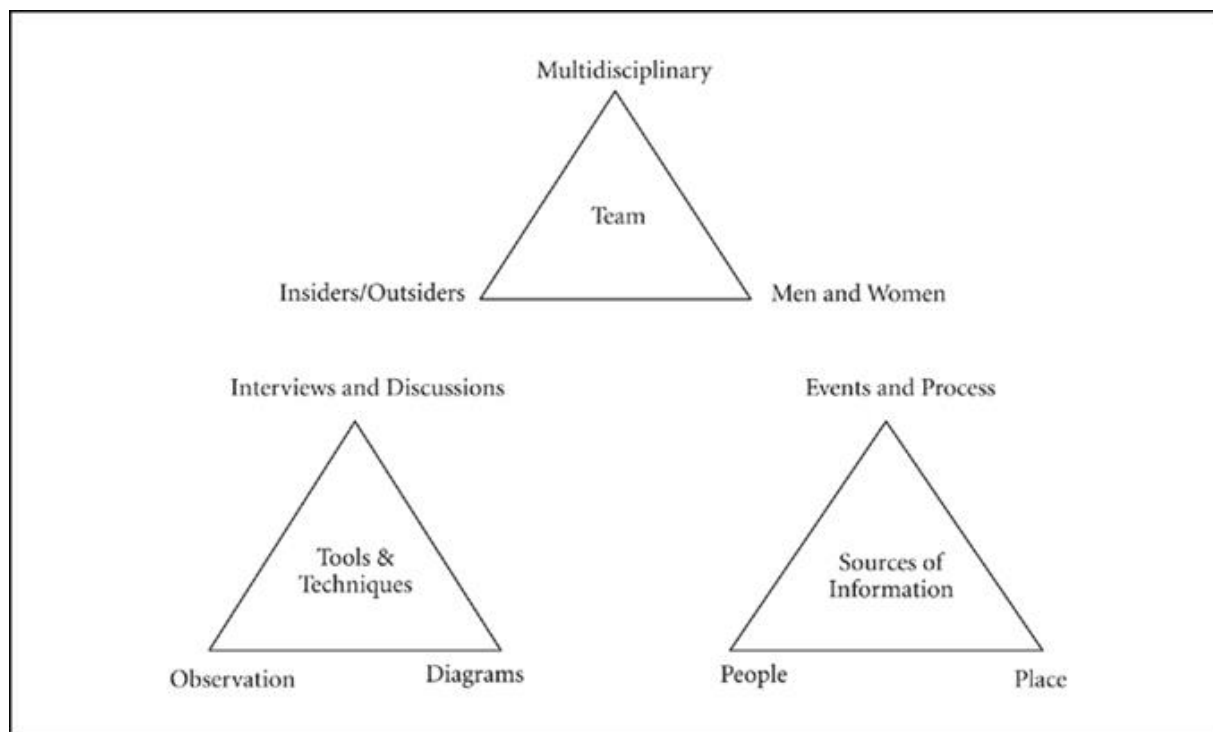 Multidisciplinary
Team
Insiders/Outsiders
Men and Women
Interviews and Discussions
Tools &
Techniques
Observation
Diagrams
Events and Process
Sources of
Information
People
Place